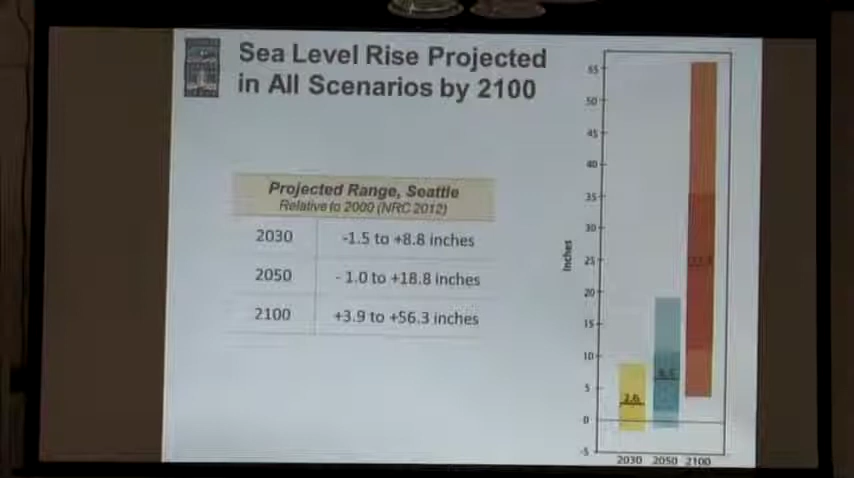 Sea Level Rise Projected
in All Scenarios by 2100
Projected Range, Seattle
Relative to 2000 (NRC 2012)
2030 -1.5 to +8.8 inches
2050 - 1.0 to +18.8 inches
2100 +3.9 to +56.3 inches
Inches
55
50
45
40
35
30
25
20
15
10
5
0
-5
2.6
2030 2050 2100